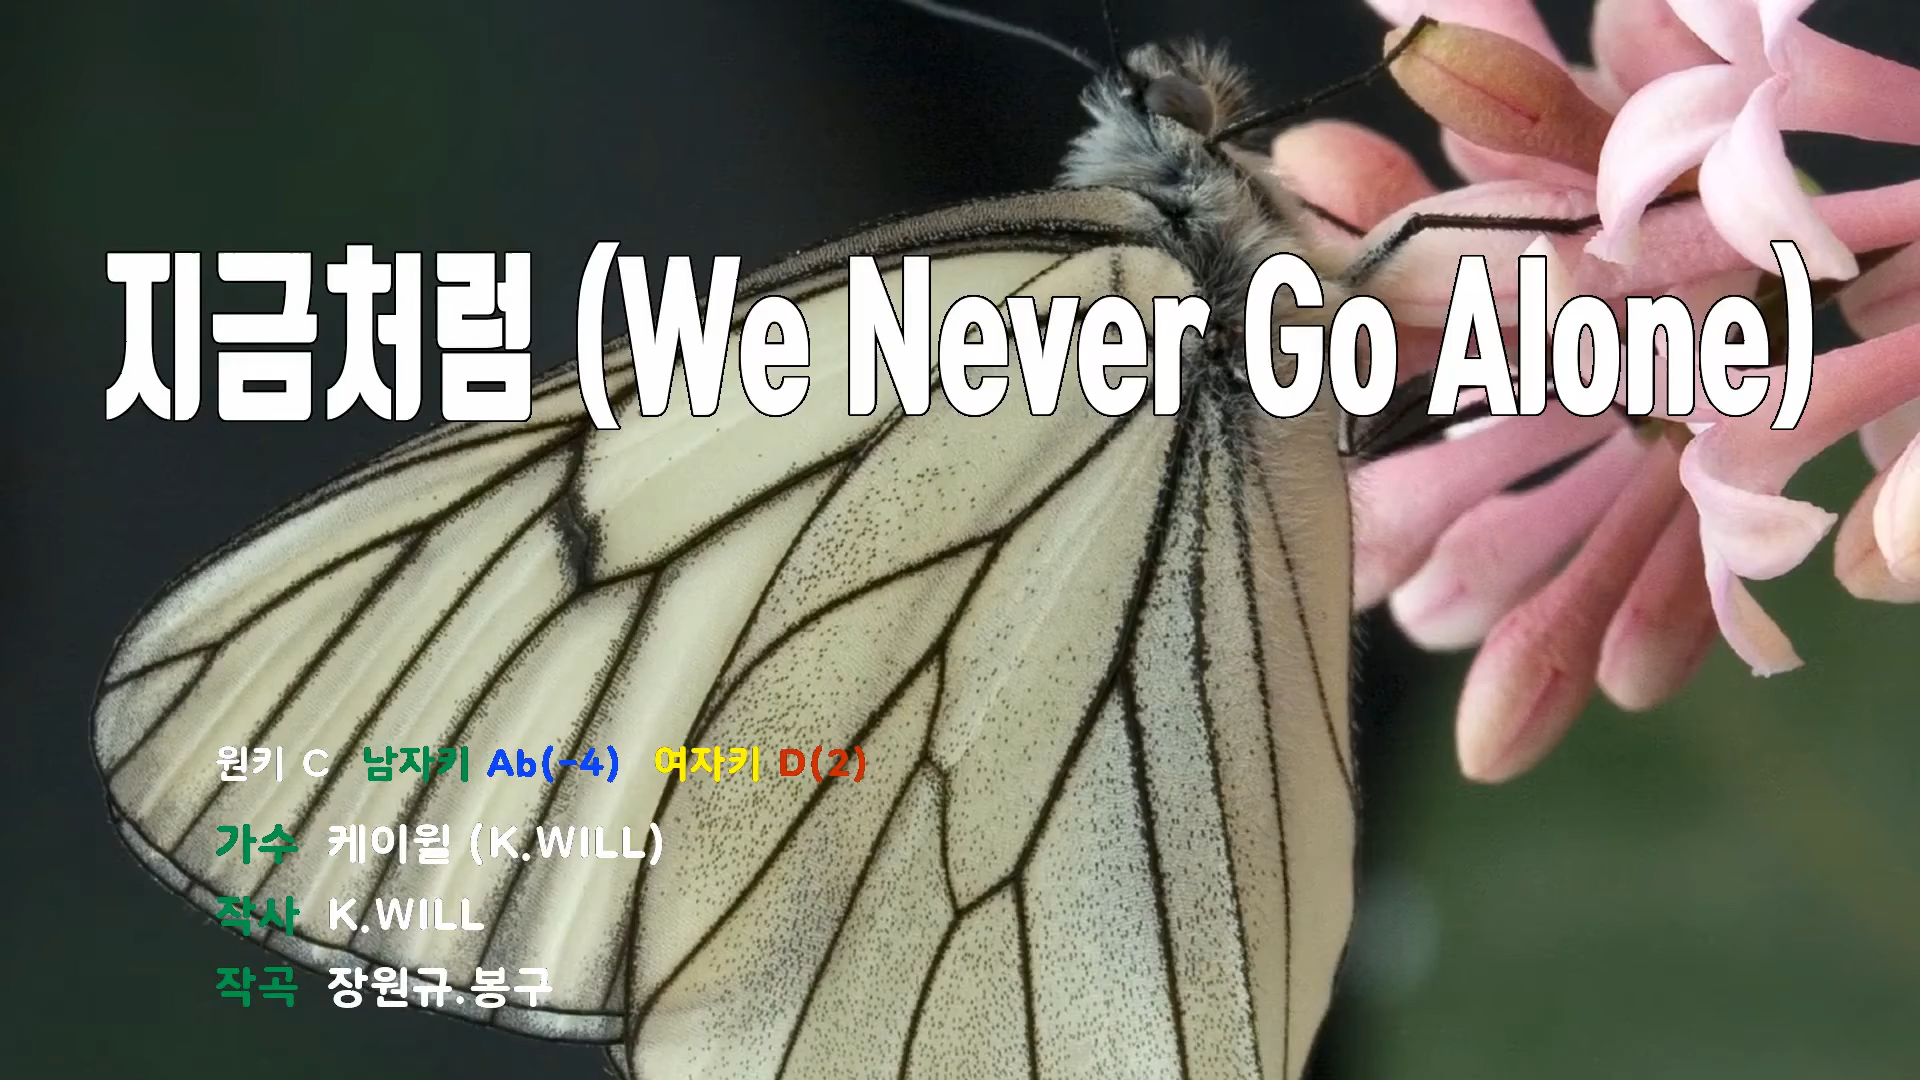 지금처럼 (We Never Go Alone)
원키 C 남자키 Ab(-4) 여자키 D(2)
가수 케이윌 (K.WILL)
작사 K.WILL
작곡 장원규.봉구